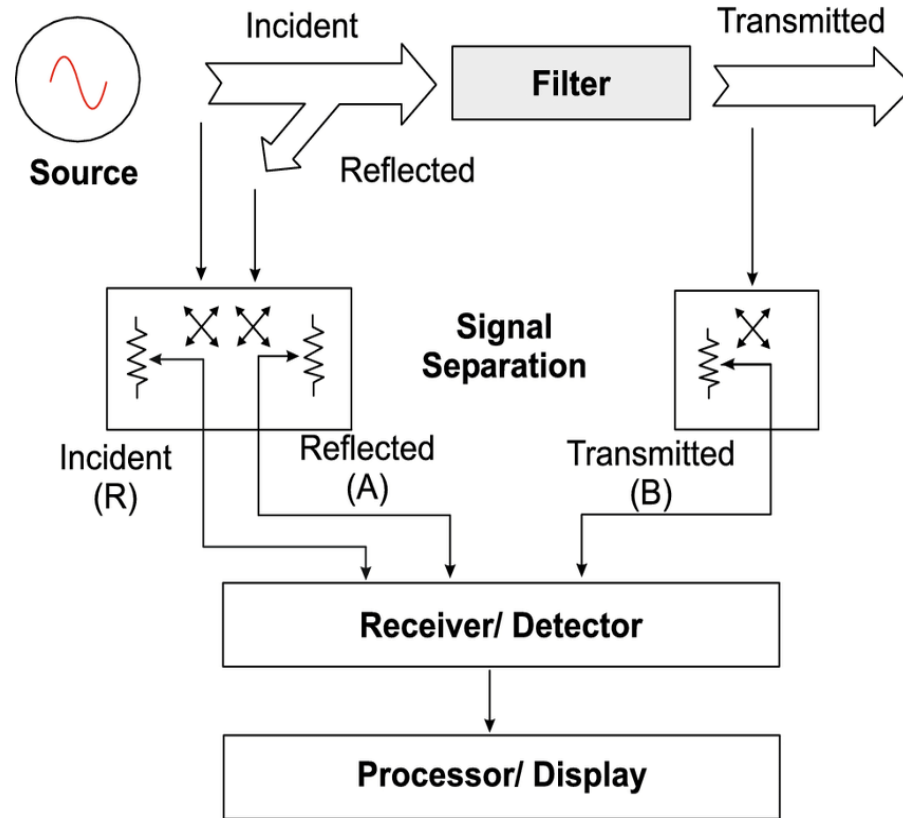 Incident
Transmitted
Filter
Source
Reflected
Signal
Separation
Incident
(R)
Reflected
(A)
Transmitted
(B)
Receiver/ Detector
Processor/ Display